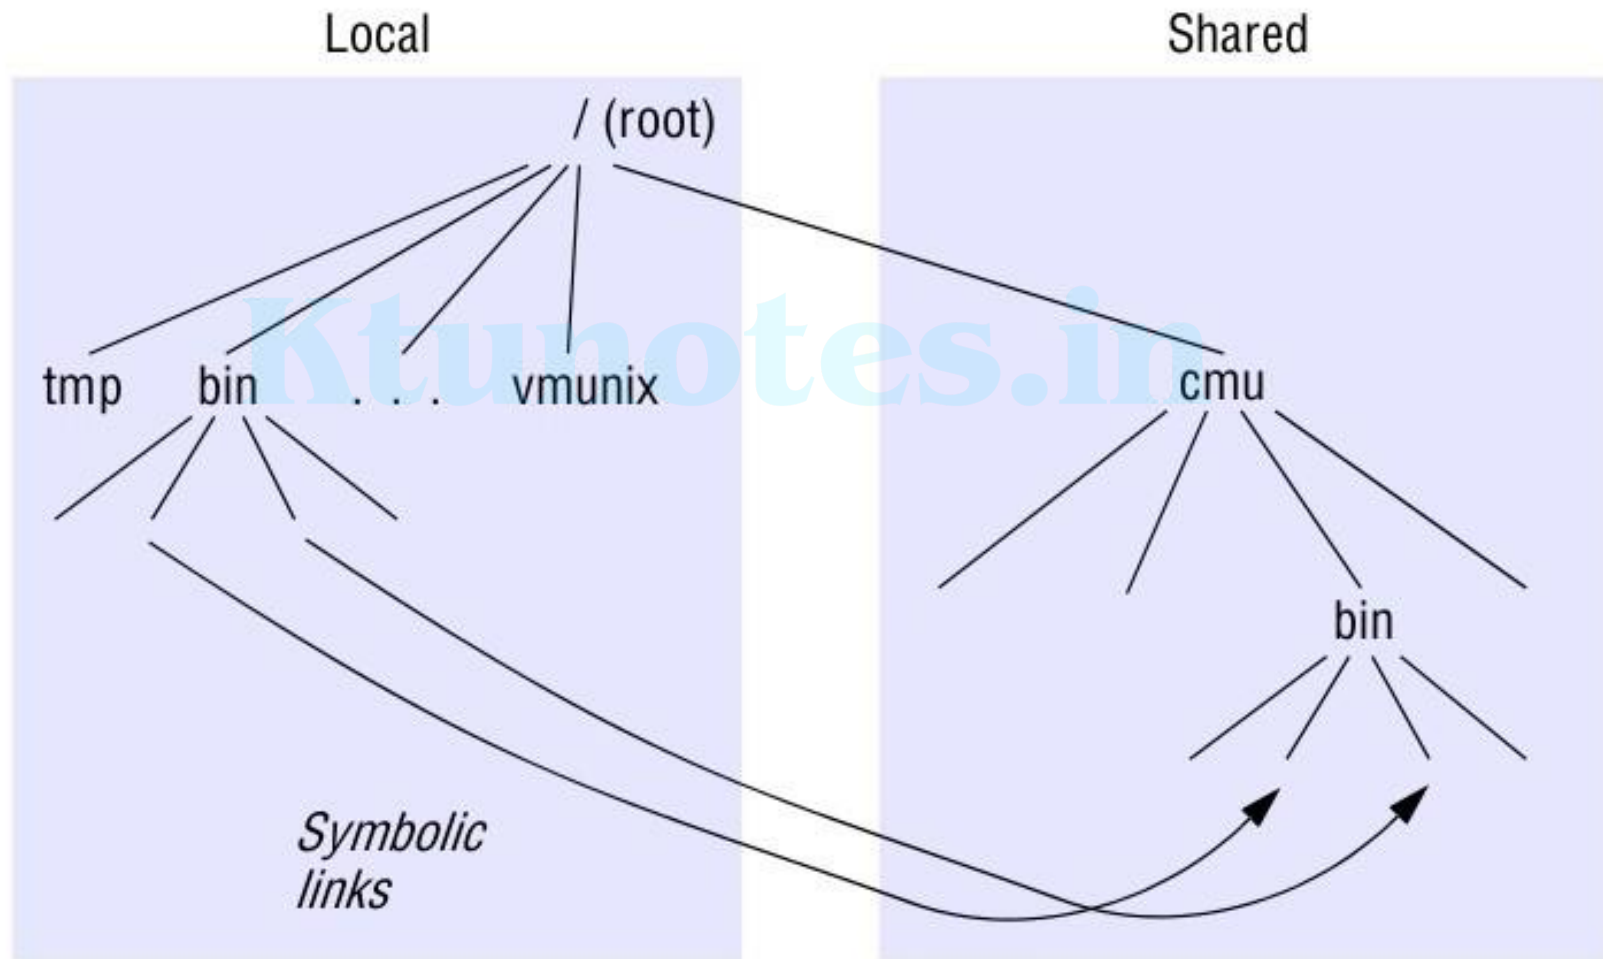 Local
Shared
/ (root)
tmp
bin
. . .
vmunix
cmu
bin
Symbolic
links
Ktunotes.in